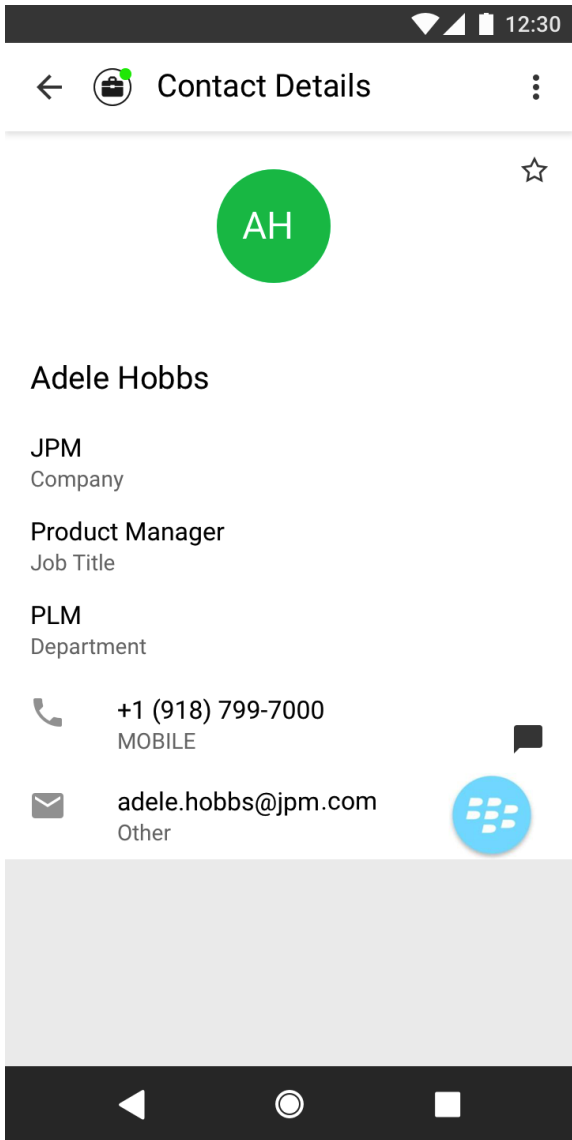 12:30
Contact Details
AH
Adele Hobbs
JPM
Company
Product Manager
Job Title
PLM
Department
+1 (918) 799-7000
MOBILE
adele.hobbs@jpm.com
Other